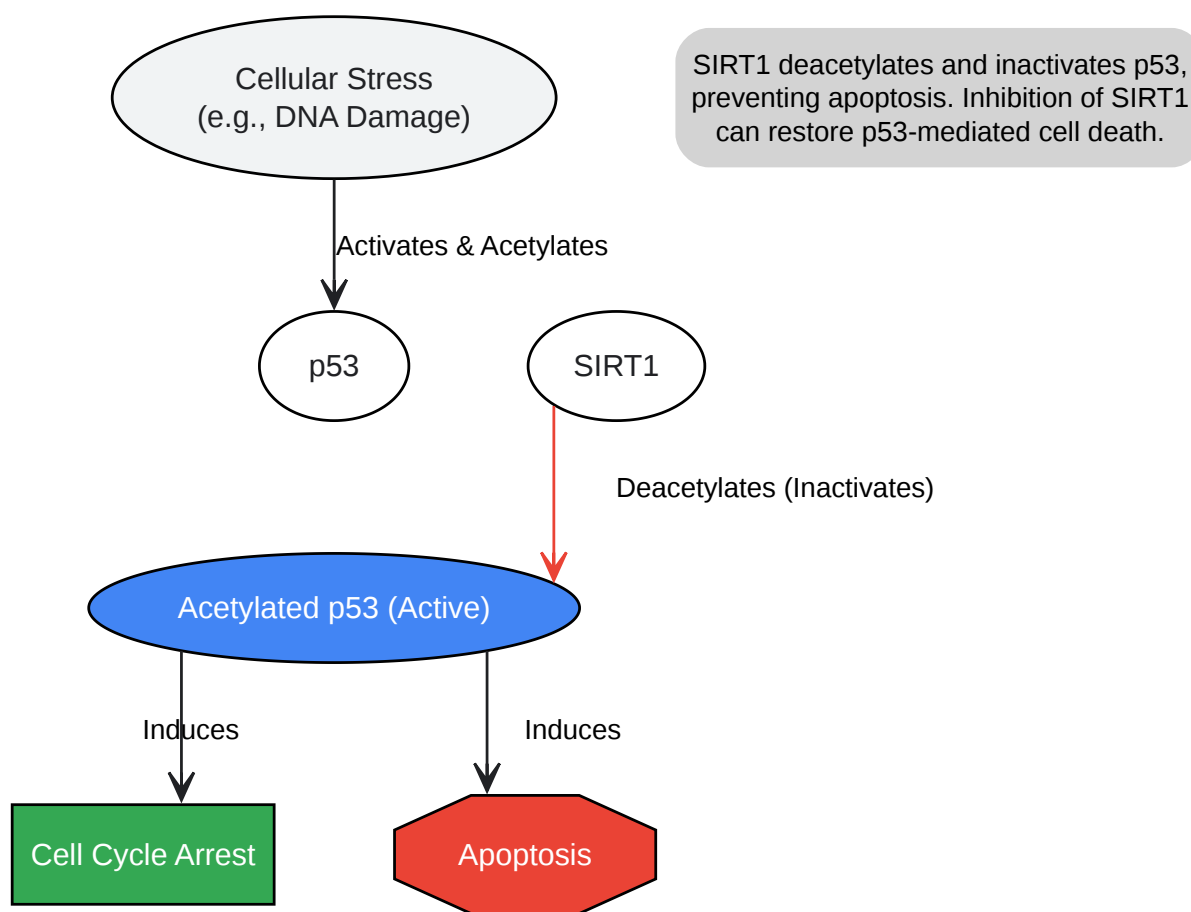 Cellular Stress
(e.g., DNA Damage)
SIRT1 deacetylates and inactivates p53,
preventing apoptosis. Inhibition of SIRT1
can restore p53-mediated cell death.
Activates & Acetylates
p53
SIRT1
Deacetylates (Inactivates)
Acetylated p53 (Active)
Induces
Induces
Cell Cycle Arrest
Apoptosis